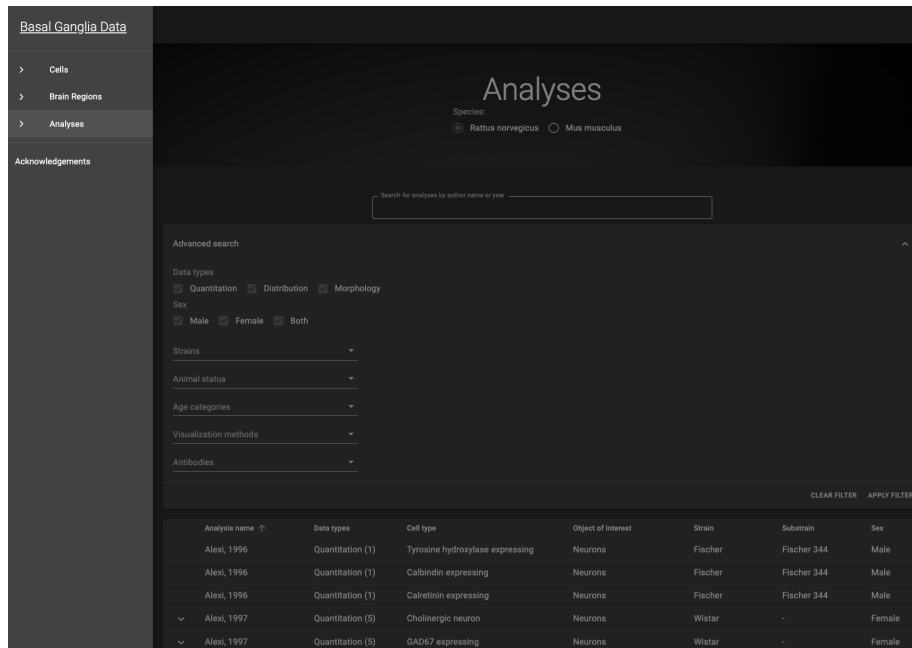 Basal Ganglia Data
Cells
Brain Regions
Analyses
Acknowledgements
Analyses
Species:
Rattus norvegicus Mus musculus
Search for analyses by author name or year
Advanced search
Data types
Quantitation Distribution Morphology
Sex
Male Female Both
Strains
Animal status
Age categories
Visualization methods
Antibodies
CLEAR FILTER APPLY FILTER
Analysis name Data types Cell type Object of interest Strain Substrain Sex
Alexi, 1996 Quantitation (1) Tyrosine hydroxylase expressing Neurons Fischer Fischer 344 Male
Alexi, 1996 Quantitation (1) Calbindin expressing Neurons Fischer Fischer 344 Male
Alexi, 1996 Quantitation (1) Calretinin expressing Neurons Fischer Fischer 344 Male
Alexi, 1997 Quantitation (5) Cholinergic neuron Neurons Wistar - Female
Alexi, 1997 Quantitation (5) GAD67 expressing Neurons Wistar - Female